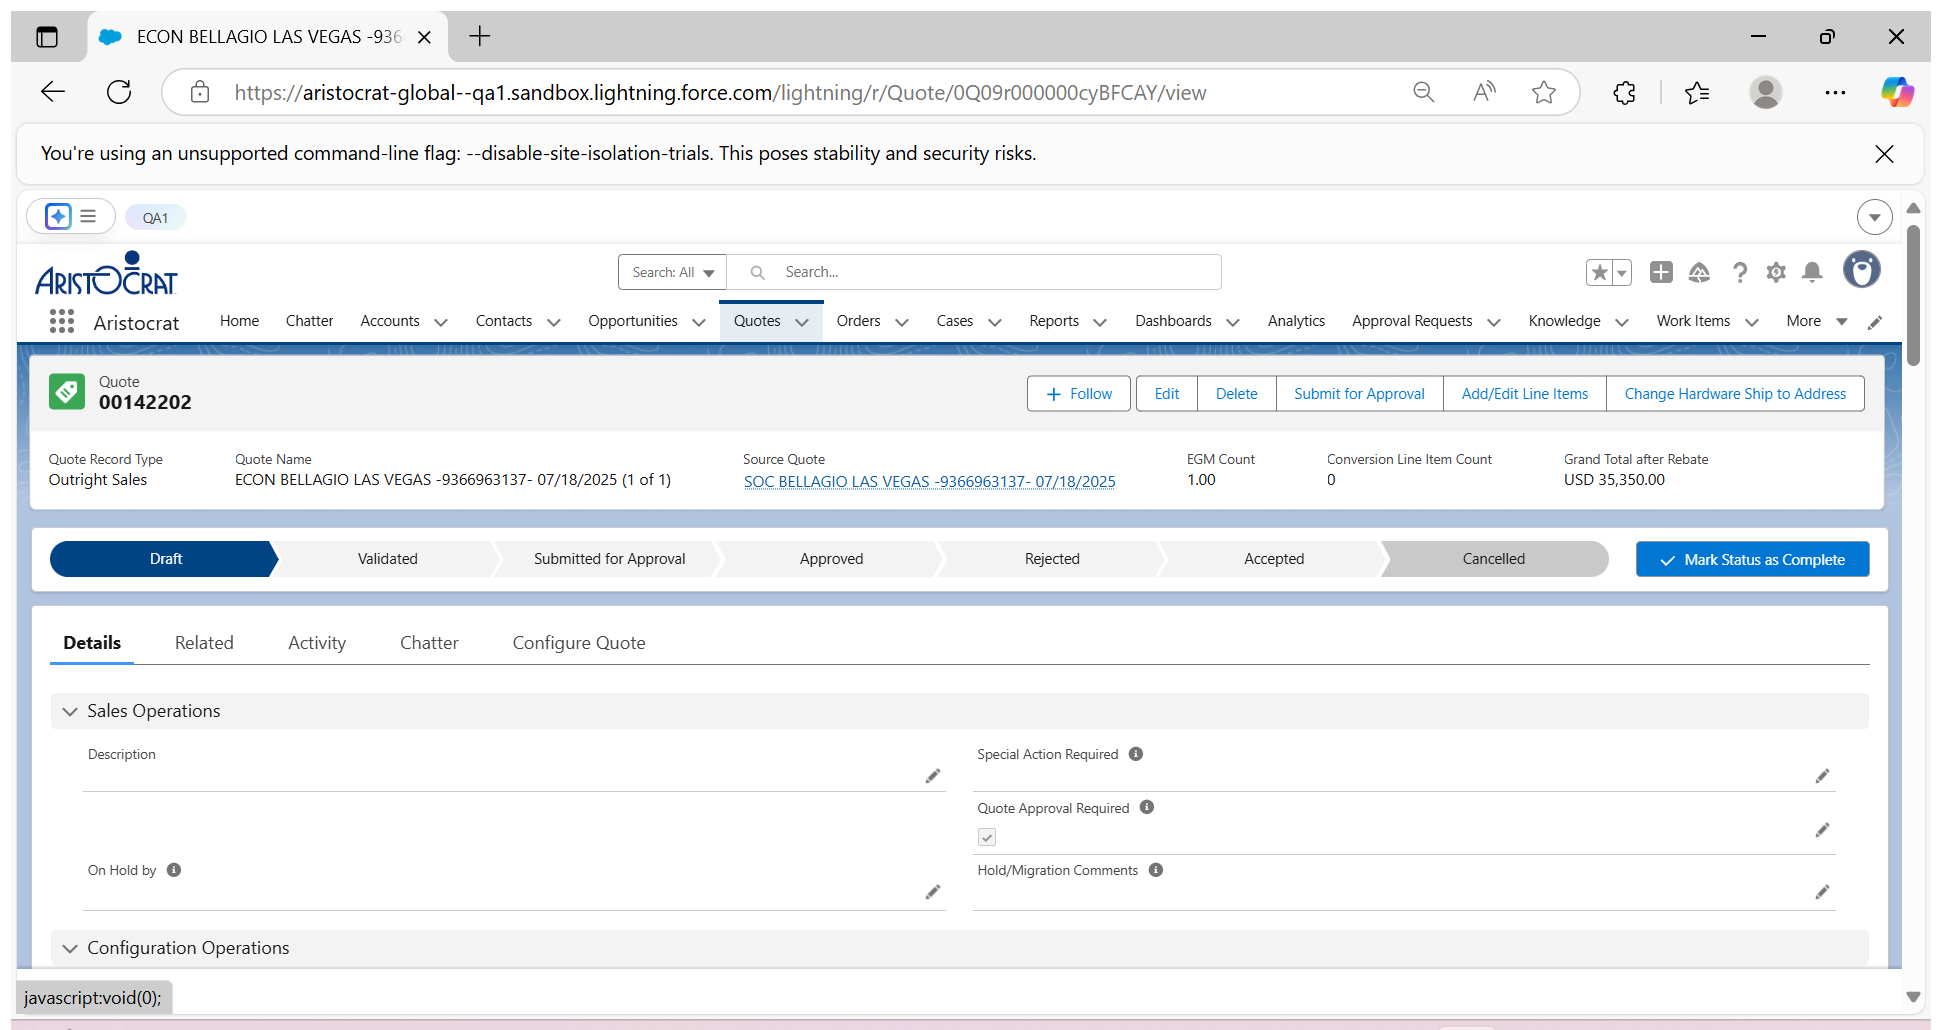 ECON BELLAGIO LAS VEGAS -936
https://aristocrat-global--qa1.sandbox.lightning.force.com/lightning/r/Quote/0Q09r000000cyBFCAY/view
You're using an unsupported command-line flag: --disable-site-isolation-trials. This poses stability and security risks.
QA1
ARISTOCRAT
Search: All Search...
Aristocrat Home Chatter Accounts Contacts Opportunities Quotes Orders Cases Reports Dashboards Analytics Approval Requests Knowledge Work Items More
Quote
00142202
Follow Edit Delete Submit for Approval Add/Edit Line Items Change Hardware Ship to Address
Quote Record Type Quote Name Source Quote EGM Count Conversion Line Item Count Grand Total after Rebate
Outright Sales ECON BELLAGIO LAS VEGAS -9366963137- 07/18/2025 (1 of 1) SOC BELLAGIO LAS VEGAS -9366963137- 07/18/2025 1.00 0 USD 35,350.00
Draft Validated Submitted for Approval Approved Rejected Accepted Cancelled Mark Status as Complete
Details Related Activity Chatter Configure Quote
Sales Operations
Description Special Action Required
Quote Approval Required
On Hold by Hold/Migration Comments
Configuration Operations
javascript:void(0);